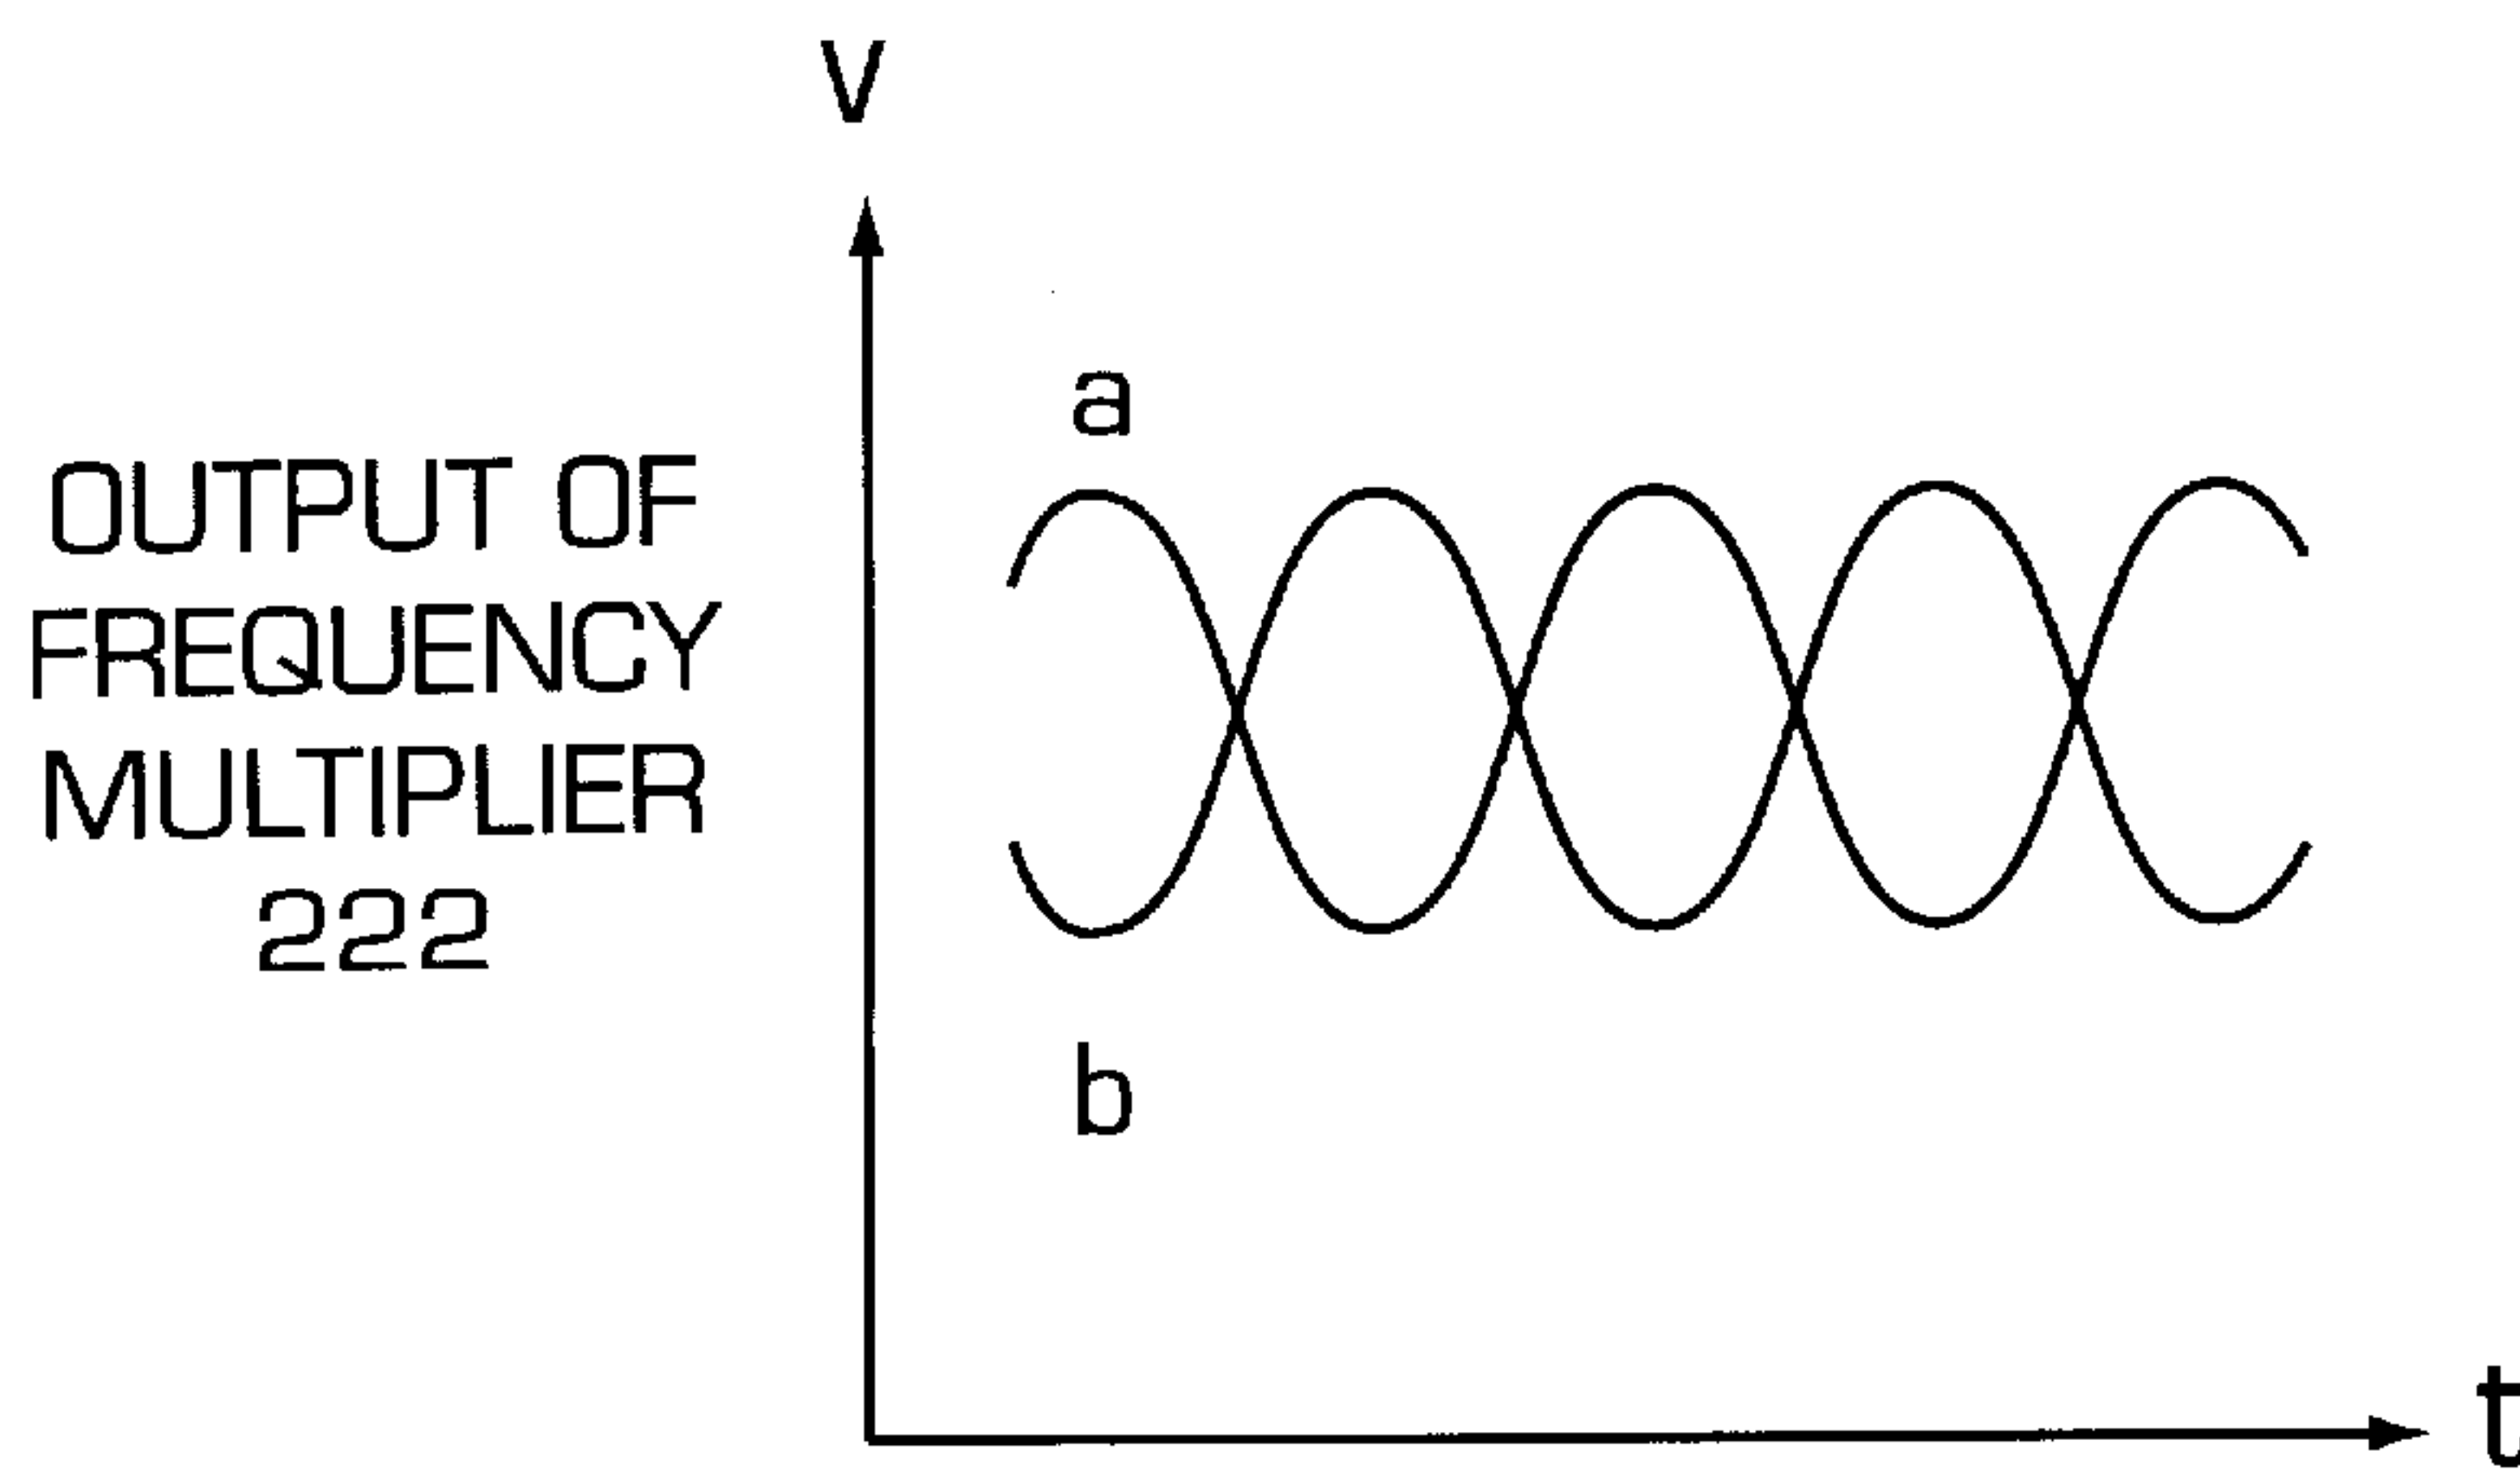 v
a
OUTPUT OF
FREQUENCY
MULTIPLIER
222
b
t